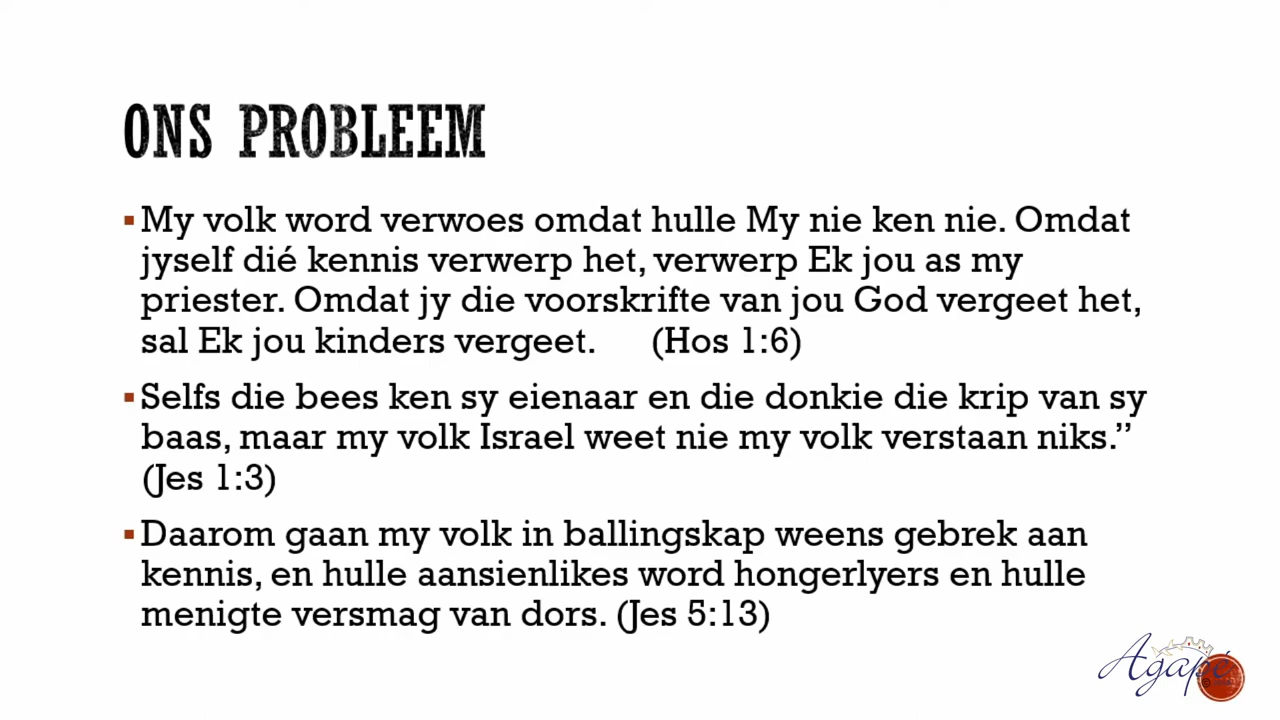 ONS PROBLEEM
▪My volk word verwoes omdat hulle My nie ken nie. Omdat
jyself dié kennis verwerp het, verwerp Ek jou as my
priester. Omdat jy die voorskrifte van jou God vergeet het,
sal Ek jou kinders vergeet. (Hos 1:6)
▪Selfs die bees ken sy eienaar en die donkie die krip van sy
baas, maar my volk Israel weet nie my volk verstaan niks.”
(Jes 1:3)
▪Daarom gaan my volk in ballingskap weens gebrek aan
kennis, en hulle aansienlikes word hongerlyers en hulle
menigte versmag van dors. (Jes 5:13)
Agapé